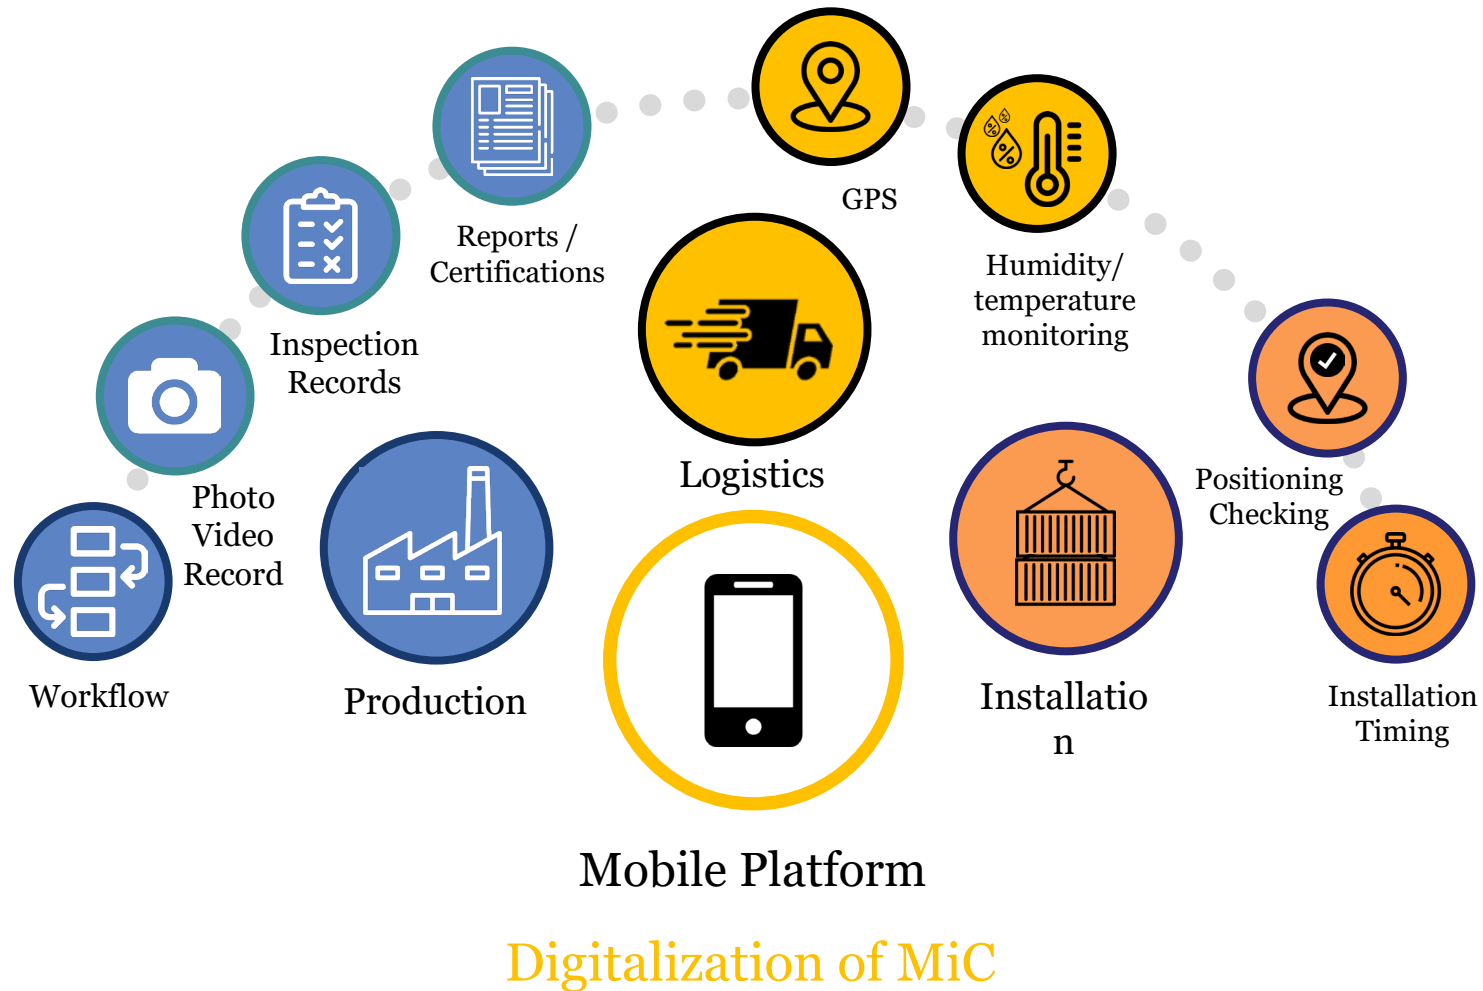 GPS
Reports /
Certifications
Humidity/
temperature
monitoring
Inspection
Records
Logistics
Positioning
Checking
Photo
Video
Record
Workflow
Production
Installatio
n
Installation
Timing
Mobile Platform
Digitalization of MiC